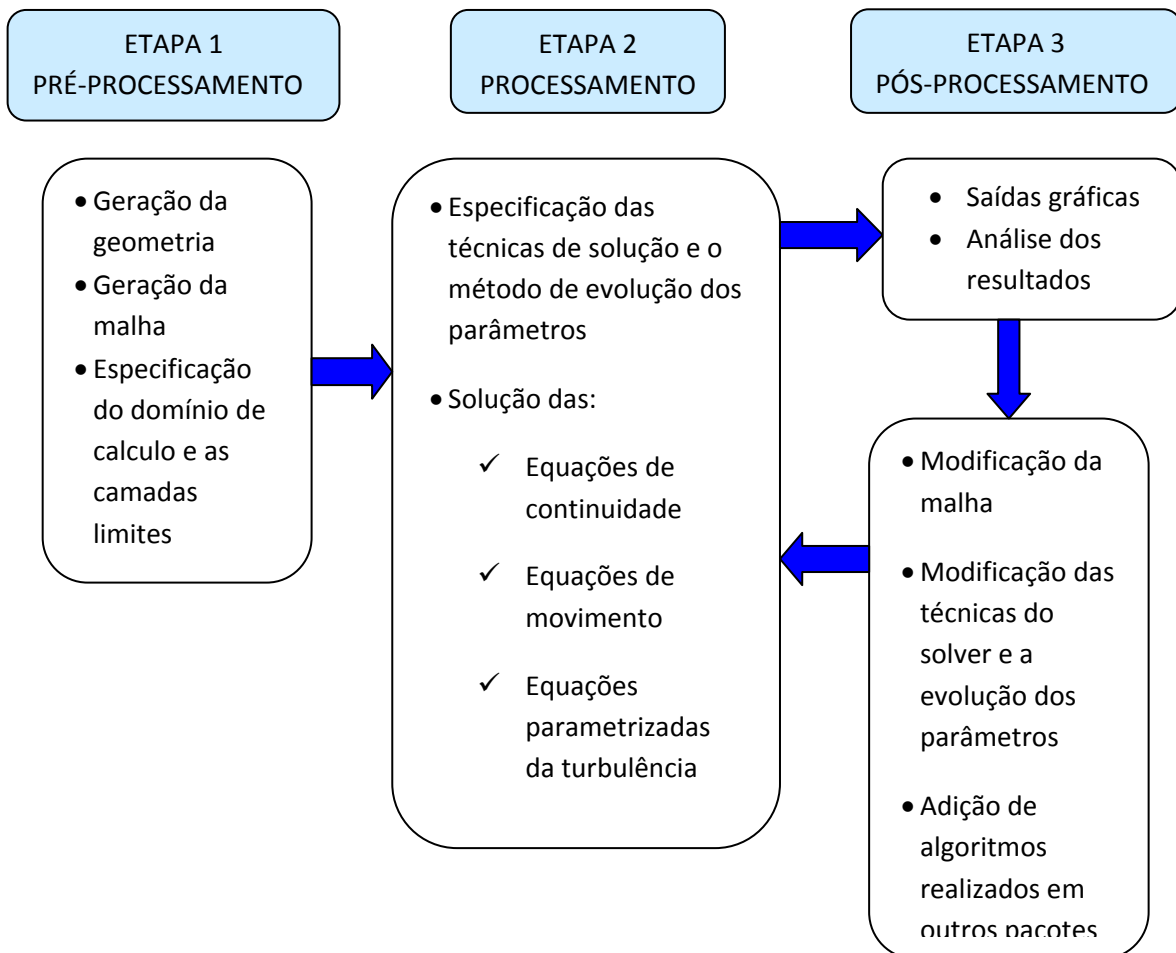 ETAPA 1
PRÉ-PROCESSAMENTO
ETAPA 2
PROCESSAMENTO
ETAPA 3
PÓS-PROCESSAMENTO
• Geração da
geometria
• Geração da
malha
• Especificação
do domínio de
calculo e as
camadas
limites
• Especificação das
técnicas de solução e o
método de evolução dos
parâmetros
• Solução das:
✓ Equações de
continuidade
✓ Equações de
movimento
✓ Equações
parametrizadas
da turbulência
• Saídas gráficas
• Análise dos
resultados
• Modificação da
malha
• Modificação das
técnicas do
solver e a
evolução dos
parâmetros
• Adição de
algoritmos
realizados em
outros pacotes